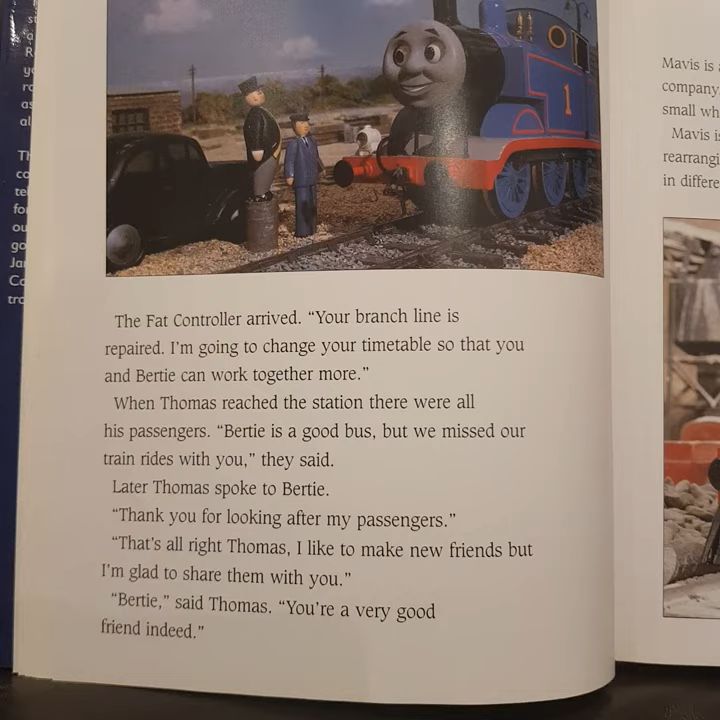 1
The Fat Controller arrived. “Your branch line is
repaired. I’m going to change your timetable so that you
and Bertie can work together more.”
When Thomas reached the station there were all
his passengers. “Bertie is a good bus, but we missed our
train rides with you,” they said.
Later Thomas spoke to Bertie.
“Thank you for looking after my passengers.”
“That’s all right Thomas, I like to make new friends but
I’m glad to share them with you.”
“Bertie,” said Thomas. “You’re a very good
friend indeed.”
Mavis is
company
small wh
Mavis is
rearrangi
in differe